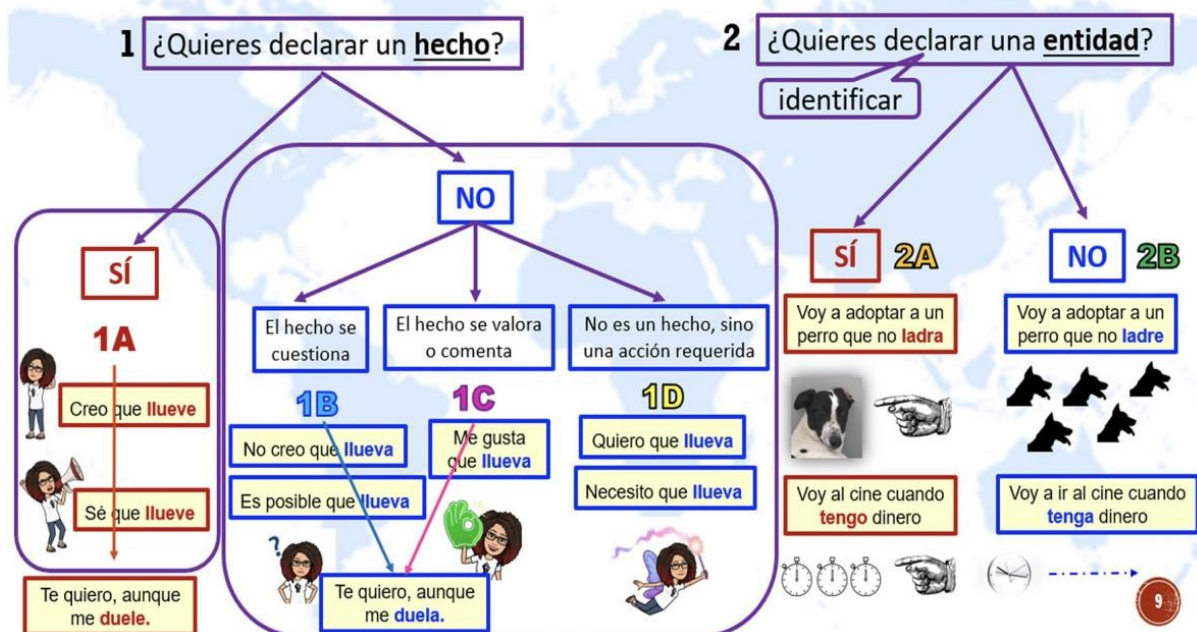 1 ¿Quieres declarar un hecho?
NO
SÍ
1A
Creo que llueve
Sé que llueve
Te quiero, aunque
me duele.
El hecho se
cuestiona
1B
No creo que llueva
Es posible que llueva
?
El hecho se valora
o comenta
1C
Me gusta
que llueva
Te quiero, aunque
me duela.
No es un hecho, sino
una acción requerida
1D
Quiero que llueva
Necesito que llueva
2 ¿Quieres declarar una entidad?
identificar
SÍ 2A
Voy a adoptar a un
perro que no ladra
Voy al cine cuando
tengo dinero
NO 2B
Voy a adoptar a un
perro que no ladre
Voy a ir al cine cuando
tenga dinero
9